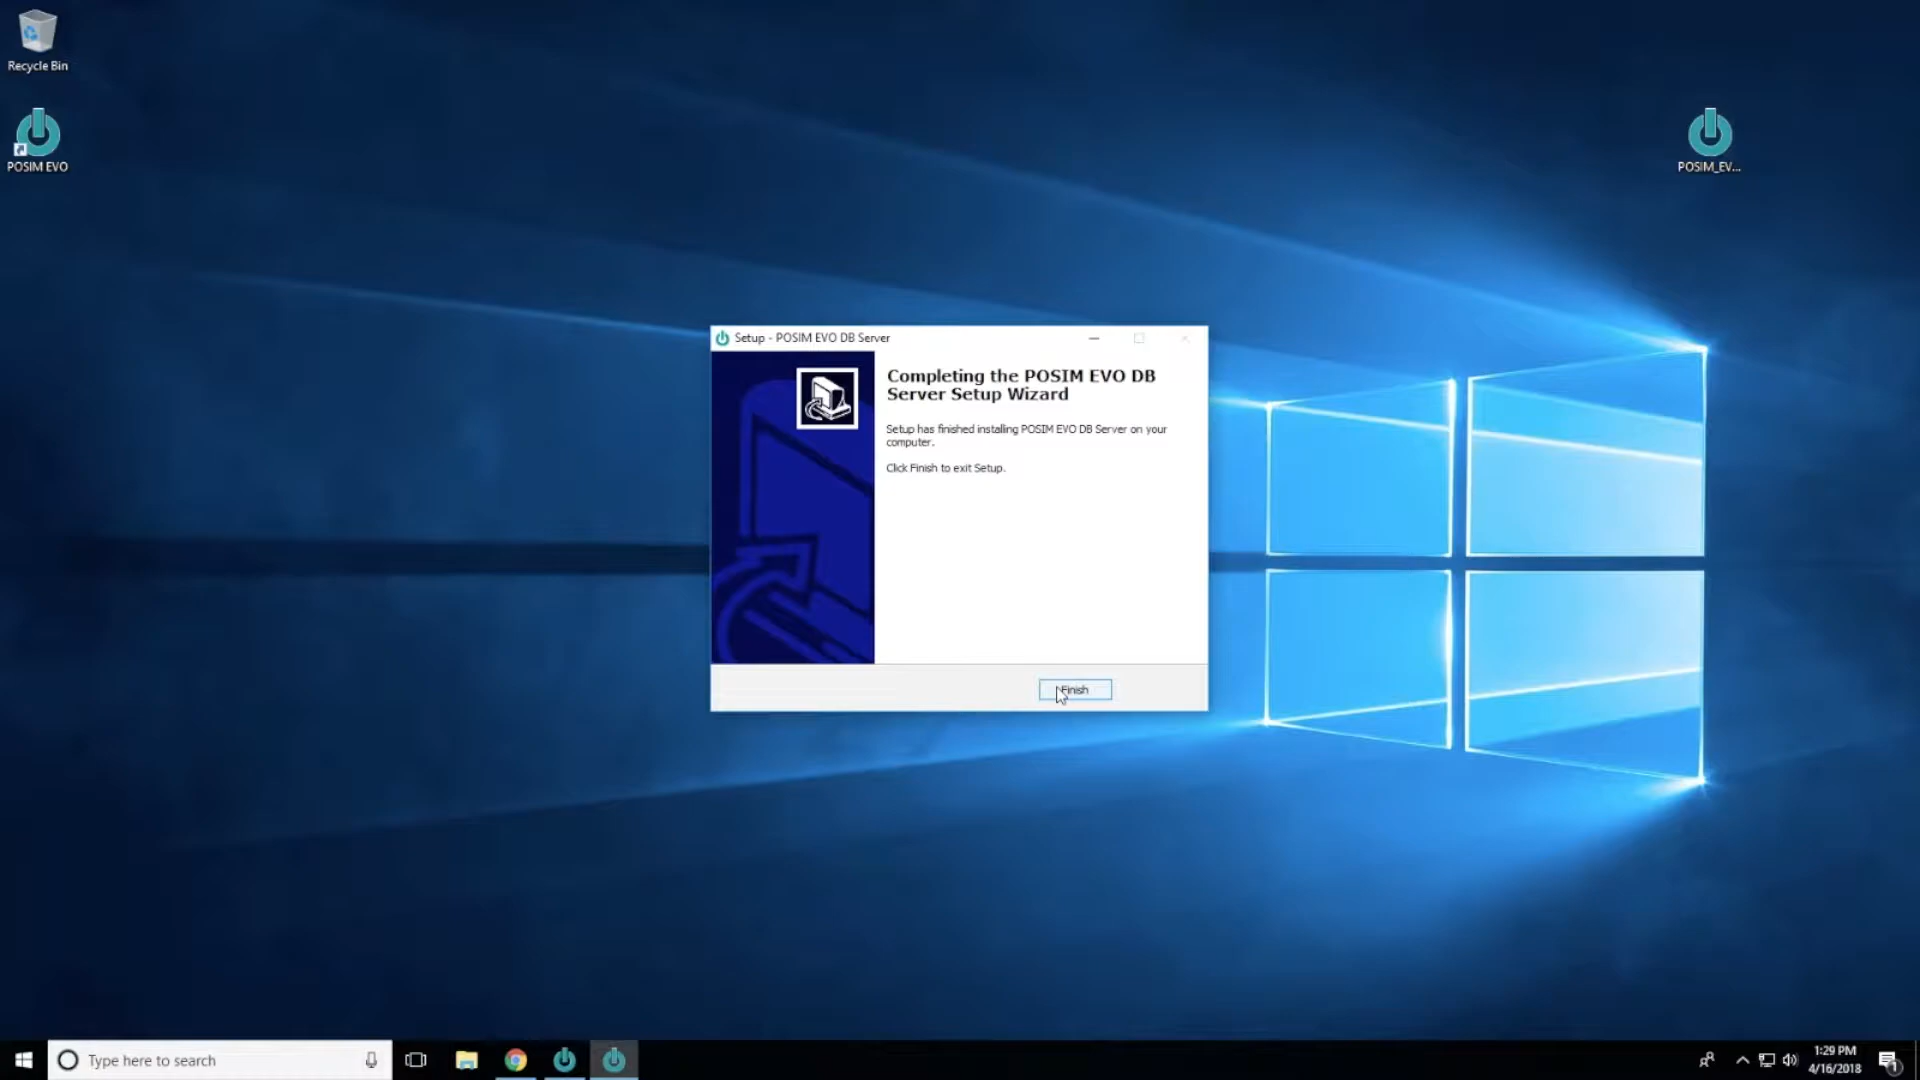 Recycle Bin
POSIM EVO
POSIM_EV...
Setup - POSIM EVO DB Server
Completing the POSIM EVO DB
Server Setup Wizard
Setup has finished installing POSIM EVO DB Server on your
computer.
Click Finish to exit Setup.
Finish
Type here to search
1:29 PM
4/16/2018
1